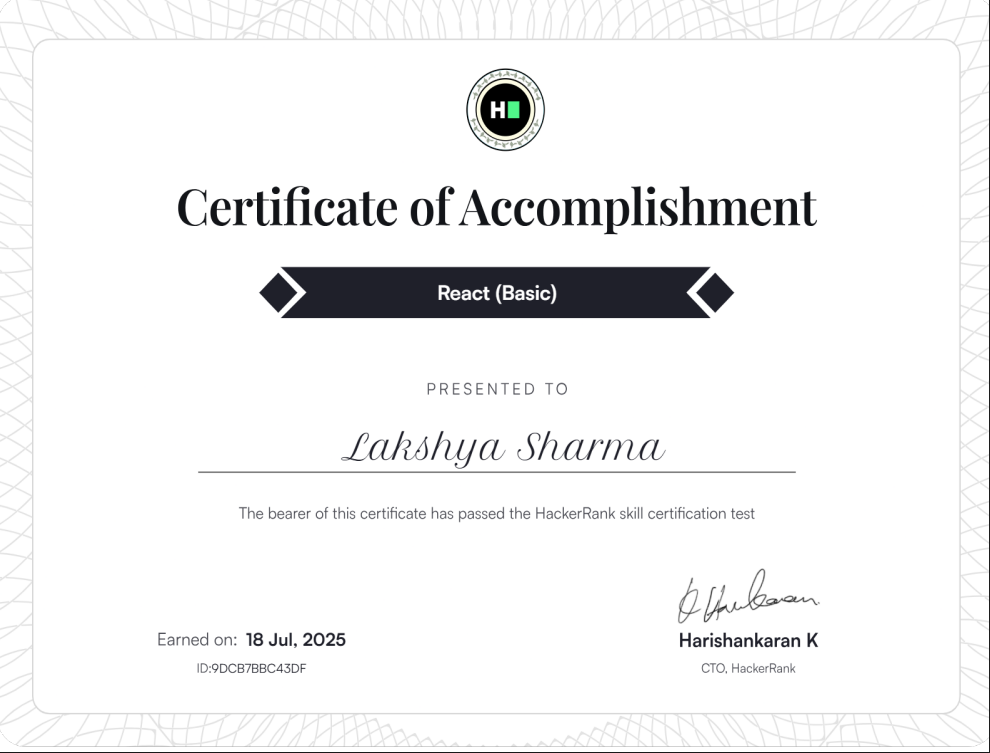 H
Certificate of Accomplishment
React (Basic)
PRESENTED TO
Lakshya Sharma
The bearer of this certificate has passed the HackerRank skill certification test
Earned on: 18 Jul, 2025
ID:9DCB7BBC43DF
Harishankaran K
CTO, HackerRank